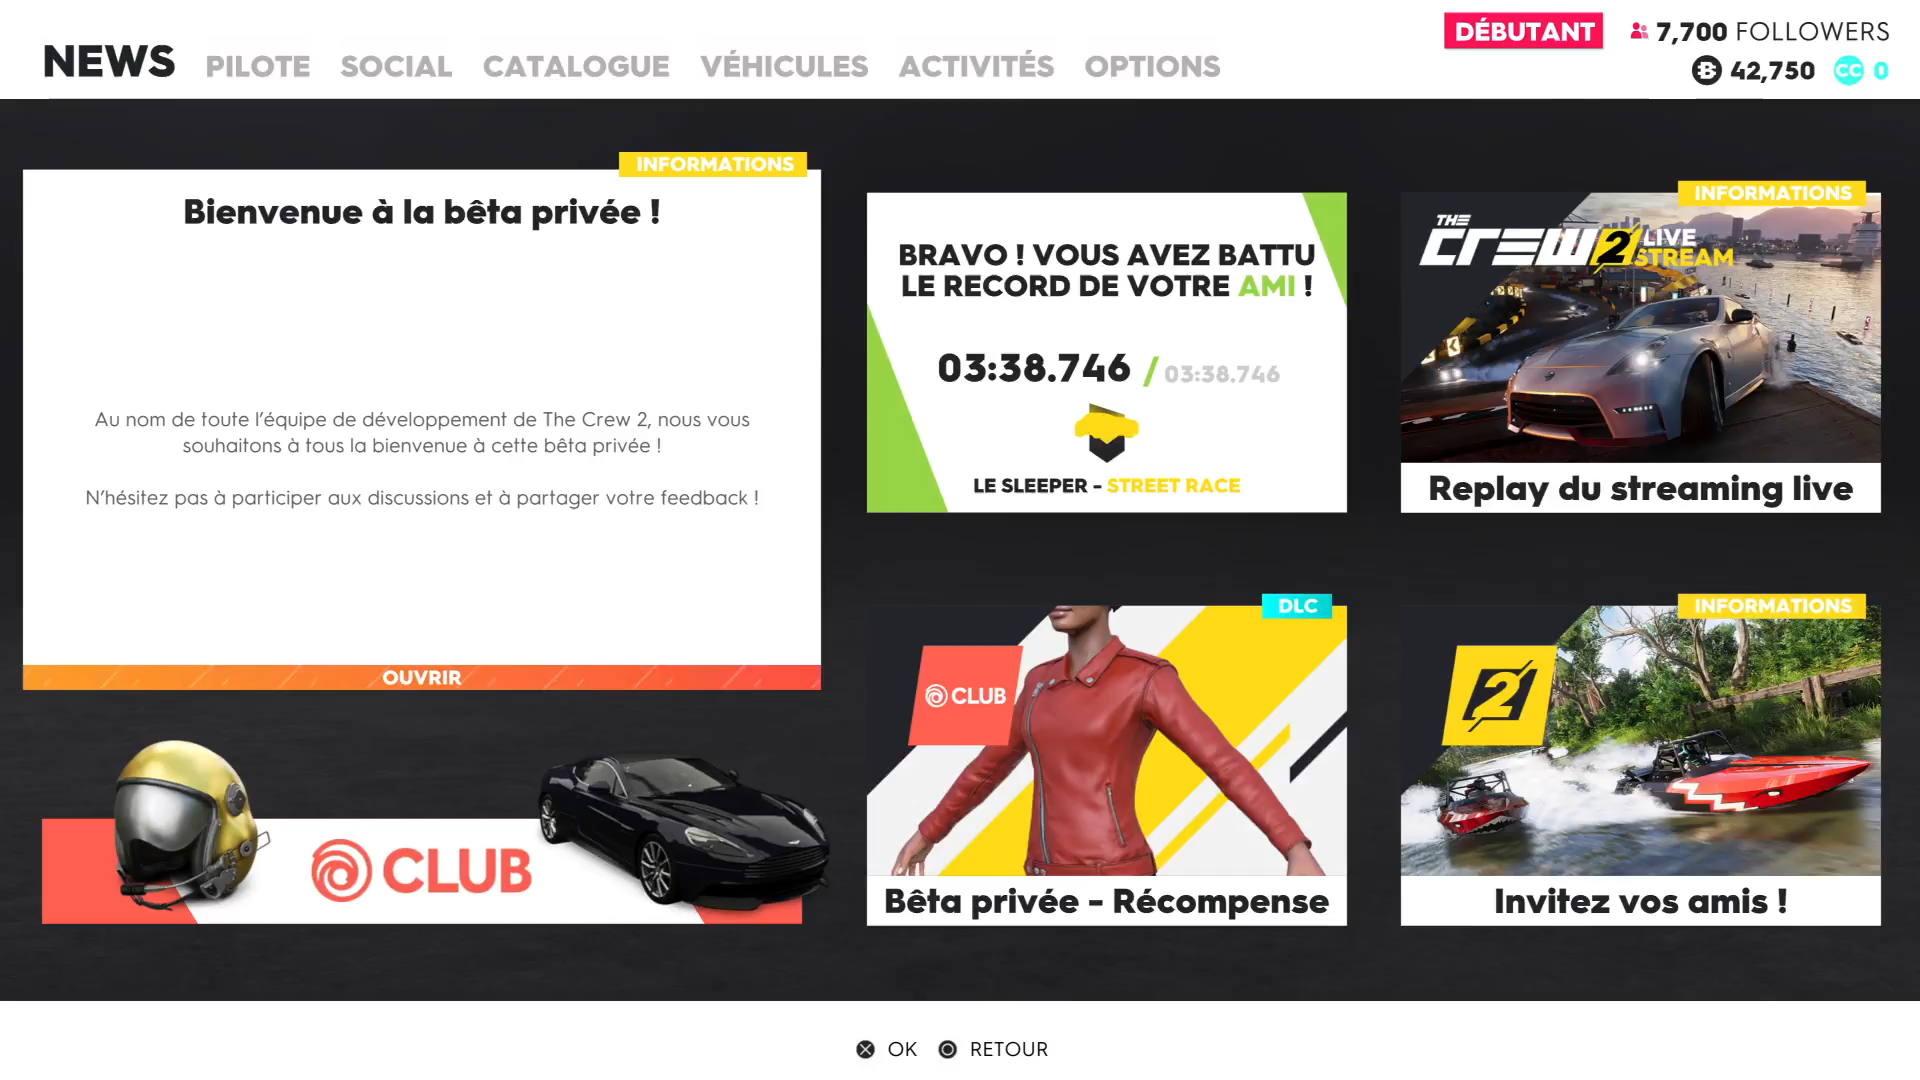 NEWS PILOTE SOCIAL CATALOGUE VÉHICULES ACTIVITÉS OPTIONS
DÉBUTANT 7,700 FOLLOWERS
42,750 CC 0
INFORMATIONS
Bienvenue à la bêta privée !
Au nom de toute l'équipe de développement de The Crew 2, nous vous
souhaitons à tous la bienvenue à cette bêta privée !
N'hésitez pas à participer aux discussions et à partager votre feedback !
OUVRIR
CLUB
BRAVO ! VOUS AVEZ BATTU
LE RECORD DE VOTRE AMI !
03:38.746 / 03:38.746
LE SLEEPER - STREET RACE
INFORMATIONS
THE
CREW 2 LIVE
STREAM
Replay du streaming live
DLC
CLUB
Bêta privée - Récompense
INFORMATIONS
2
Invitez vos amis !
OK RETOUR